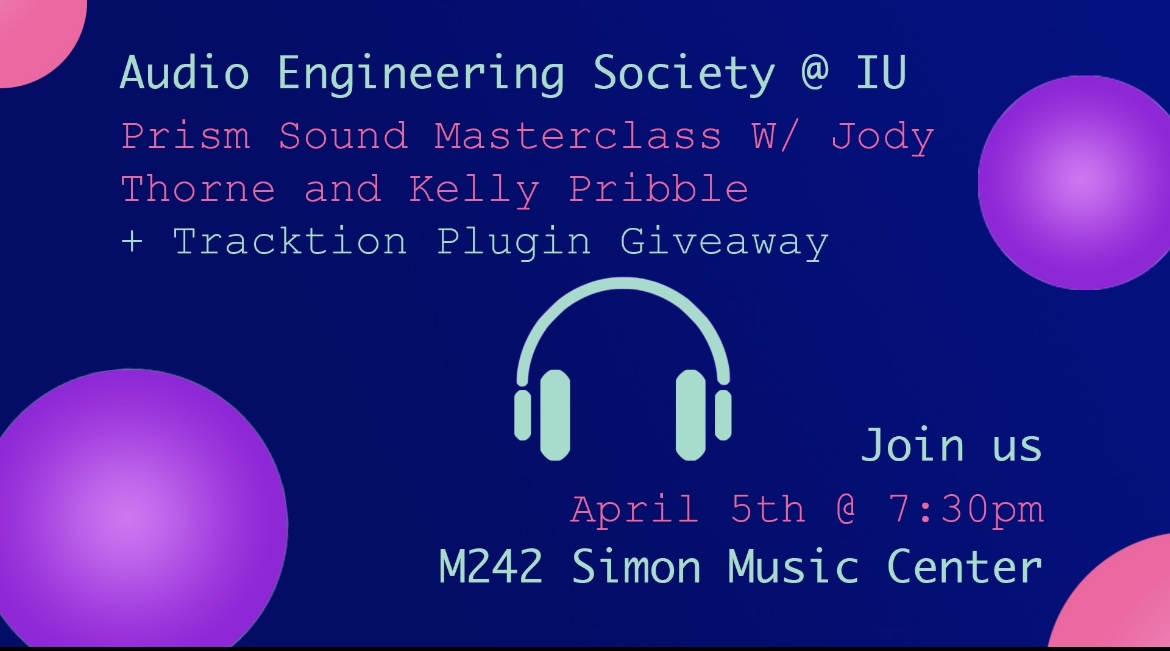 Audio Engineering Society @ IU
Prism Sound Masterclass W/ Jody
Thorne and Kelly Pribble
+ Tracktion Plugin Giveaway
Join us
April 5th @ 7:30pm
M242 Simon Music Center